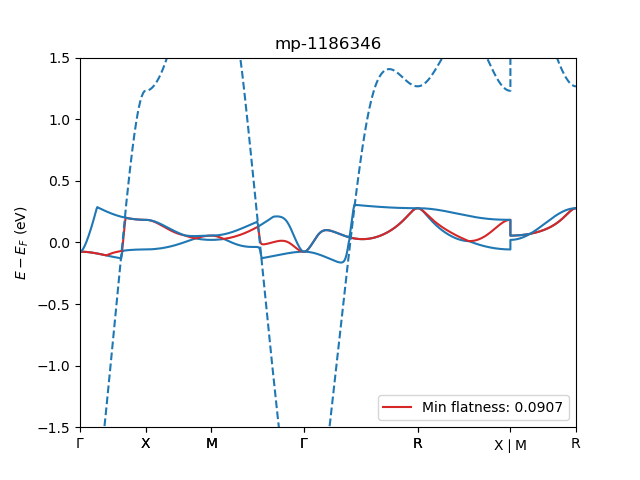 mp-1186346
1.5
1.0
0.5
0.0
−0.5
−1.0
−1.5
E − E_F (eV)
Min flatness: 0.0907
Γ X M Γ R X | M R